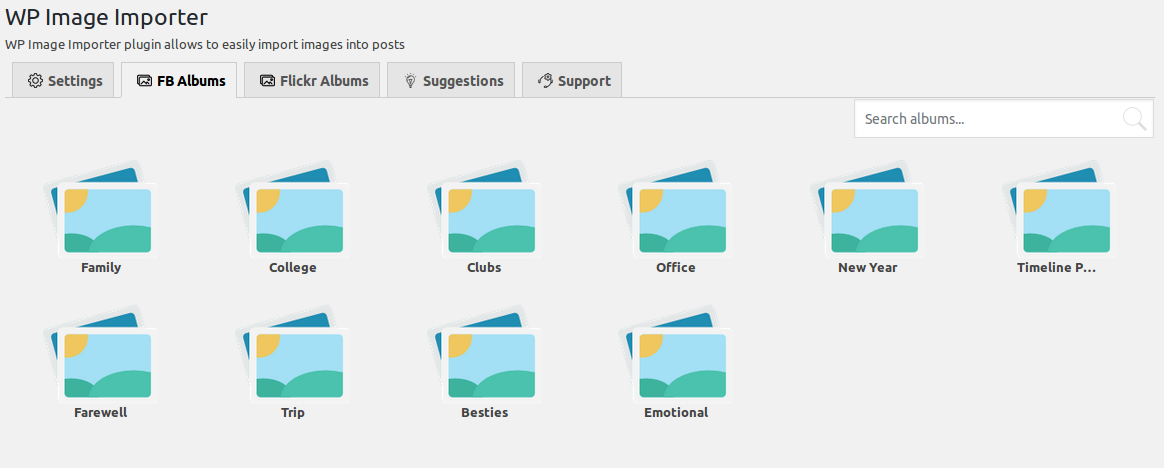 WP Image Importer
WP Image Importer plugin allows to easily import images into posts
Settings FB Albums Flickr Albums Suggestions Support
Search albums...
Family College Clubs Office New Year Timeline P...
Farewell Trip Besties Emotional